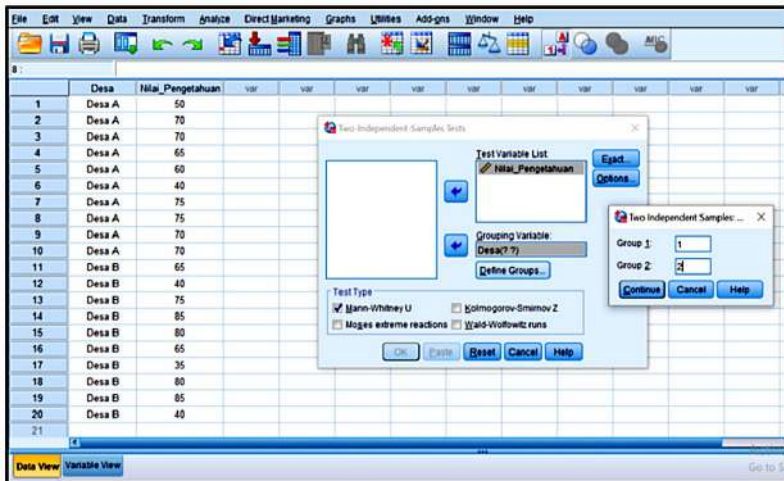 File Edit View Data Transform Analyze Direct Marketing Graphs Utilities Add-ons Window Help
8 :
Desa Nilai_Pengetahuan var var var var var var var var var var
1 Desa A 50
2 Desa A 70
3 Desa A 70
4 Desa A 65
5 Desa A 60
6 Desa A 40
7 Desa A 75
8 Desa A 75
9 Desa A 70
10 Desa A 70
11 Desa B 65
12 Desa B 40
13 Desa B 75
14 Desa B 85
15 Desa B 80
16 Desa B 65
17 Desa B 35
18 Desa B 80
19 Desa B 85
20 Desa B 40
21
Two-Independent-Samples Tests
Test Variable List:
Nilai_Pengetahuan
Exact...
Options...
Grouping Variable:
Desa(? ?)
Define Groups...
Test Type
Mann-Whitney U Kolmogorov-Smirnov Z
Moses extreme reactions Wald-Wolfowitz runs
OK Paste Reset Cancel Help
Two Independent Samples: ...
Group 1: 1
Group 2: 2
Continue Cancel Help
Data View Variable View
Go to S